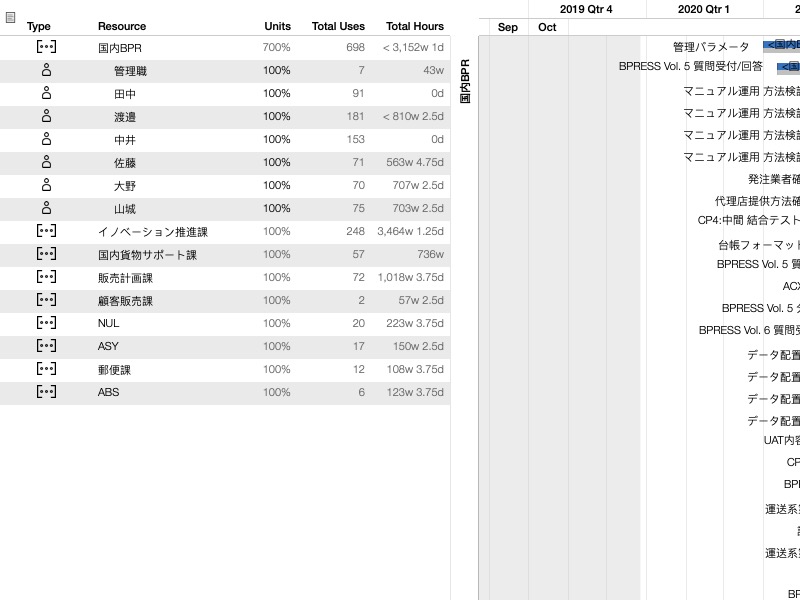 Type Resource Units Total Uses Total Hours
国内BPR 700% 698 < 3,152w 1d
管理職 100% 7 43w
田中 100% 91 0d
渡邉 100% 181 < 810w 2.5d
中井 100% 153 0d
佐藤 100% 71 563w 4.75d
大野 100% 70 707w 2.5d
山城 100% 75 703w 2.5d
イノベーション推進課 100% 248 3,464w 1.25d
国内貨物サポート課 100% 57 736w
販売計画課 100% 72 1,018w 3.75d
顧客販売課 100% 2 57w 2.5d
NUL 100% 20 223w 3.75d
ASY 100% 17 150w 2.5d
郵便課 100% 12 108w 3.75d
ABS 100% 6 123w 3.75d
国内BPR
2019 Qtr 4 2020 Qtr 1 2
Sep Oct
管理パラメータ <国内B
BPRESS Vol. 5 質問受付/回答 <国
マニュアル運用 方法検討
マニュアル運用 方法検討
マニュアル運用 方法検討
マニュアル運用 方法検討
発注業者確
代理店提供方法確
CP4:中間 結合テスト
台帳フォーマット
BPRESS Vol. 5 質
ACX
BPRESS Vol. 5
BPRESS Vol. 6 質問受
データ配置
データ配置
データ配置
データ配置
UAT内容
CP
BPI
運送系
運送系
BP